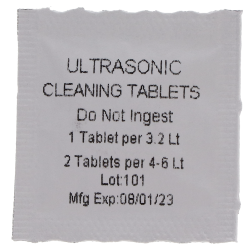 ULTRASONIC
CLEANING TABLETS
Do Not Ingest
1 Tablet per 3.2 Lt
2 Tablets per 4-6 Lt
Lot:101
Mfg Exp:08/01/23